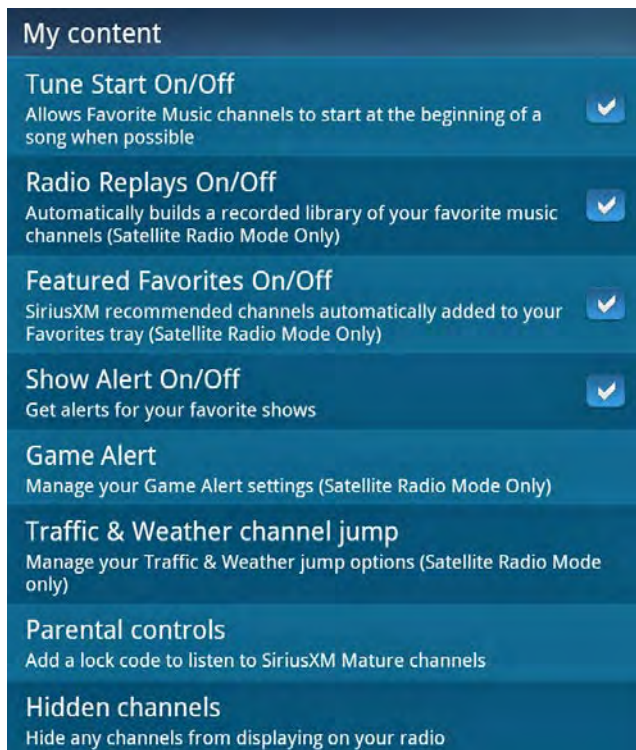 My content
Tune Start On/Off
Allows Favorite Music channels to start at the beginning of a
song when possible
Radio Replays On/Off
Automatically builds a recorded library of your favorite music
channels (Satellite Radio Mode Only)
Featured Favorites On/Off
SiriusXM recommended channels automatically added to your
Favorites tray (Satellite Radio Mode Only)
Show Alert On/Off
Get alerts for your favorite shows
Game Alert
Manage your Game Alert settings (Satellite Radio Mode Only)
Traffic & Weather channel jump
Manage your Traffic & Weather jump options (Satellite Radio Mode
only)
Parental controls
Add a lock code to listen to SiriusXM Mature channels
Hidden channels
Hide any channels from displaying on your radio